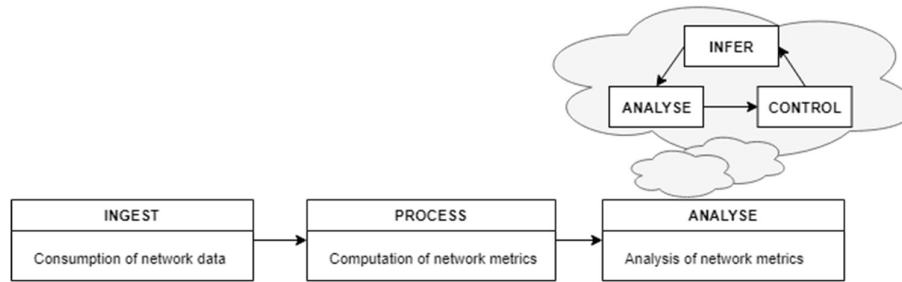 INFER
ANALYSE
CONTROL
INGEST
Consumption of network data
PROCESS
Computation of network metrics
ANALYSE
Analysis of network metrics